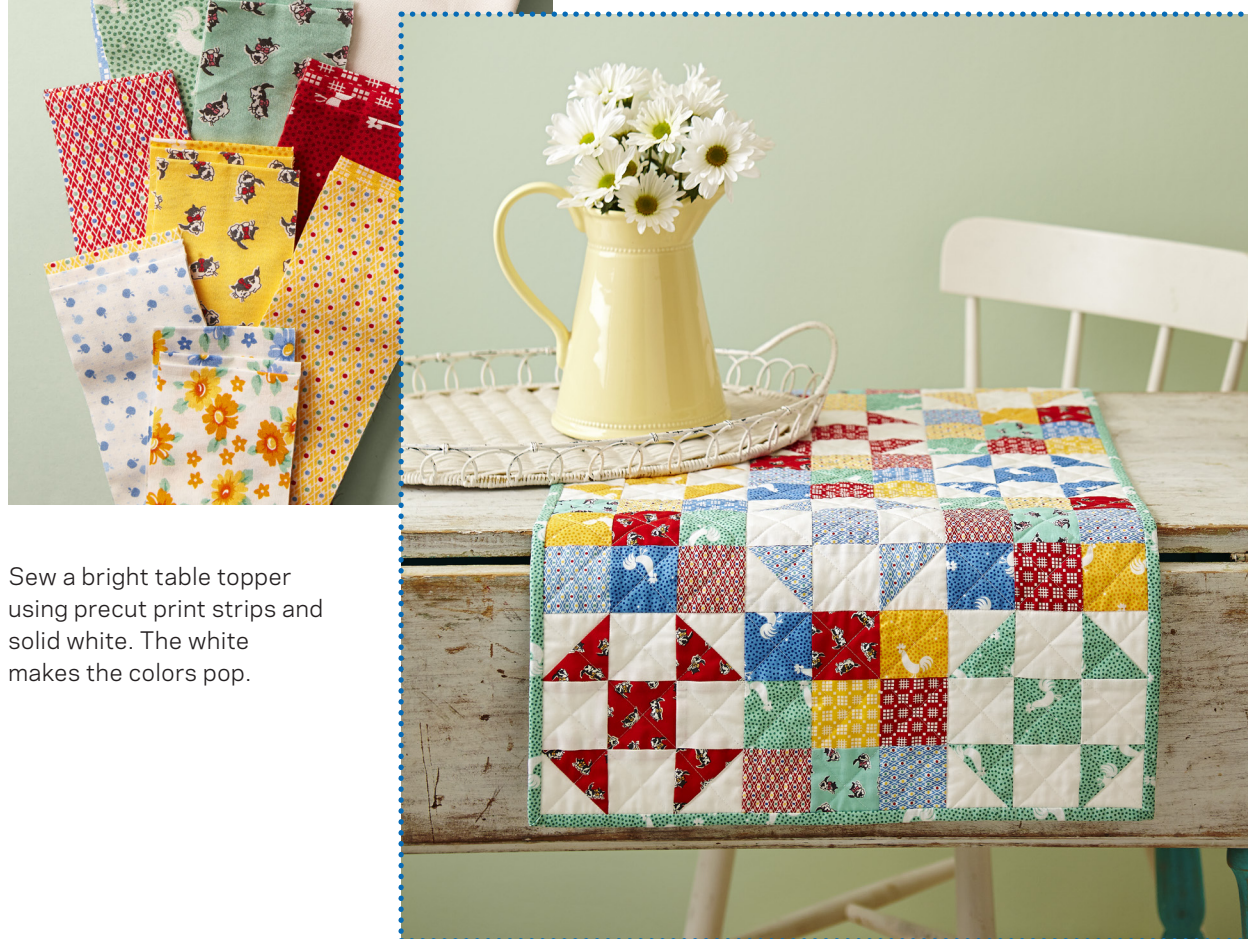 Sew a bright table topper
using precut print strips and
solid white. The white
makes the colors pop.